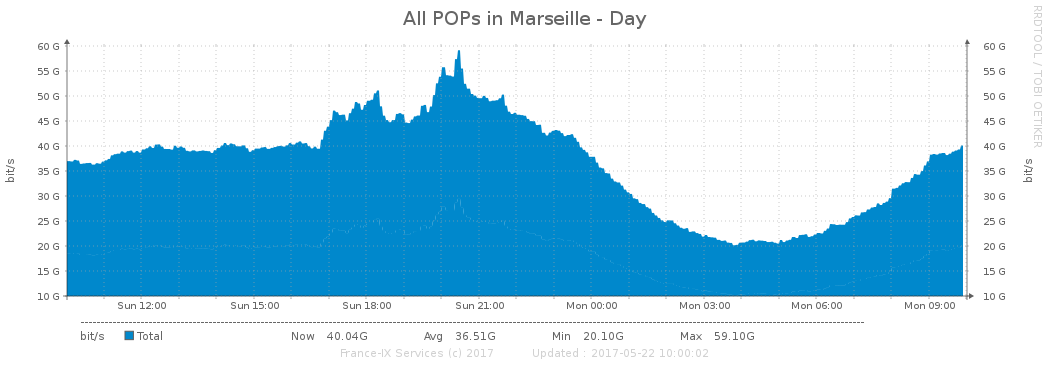 All POPs in Marseille - Day
RRDTOOL / TOBI OETIKER
bit/s
60 G 60 G
55 G 55 G
50 G 50 G
45 G 45 G
40 G 40 G
35 G 35 G
30 G 30 G
25 G 25 G
20 G 20 G
15 G 15 G
10 G 10 G
bit/s
Sun 12:00 Sun 15:00 Sun 18:00 Sun 21:00 Mon 00:00 Mon 03:00 Mon 06:00 Mon 09:00
bit/s Total Now 40.04G Avg 36.51G Min 20.10G Max 59.10G
France-IX Services (c) 2017 Updated : 2017-05-22 10:00:02